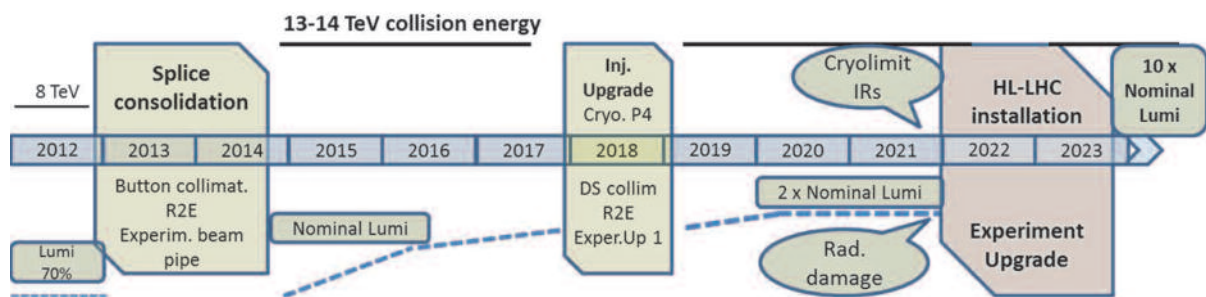 13-14 TeV collision energy
8 TeV
Splice
consolidation
Inj.
Upgrade
Cryo. P4
Cryolimit
IRs
HL-LHC
installation
10 x
Nominal
Lumi
2012 2013 2014 2015 2016 2017 2018 2019 2020 2021 2022 2023
Button collimat.
R2E
Experim. beam
pipe
Lumi
70%
Nominal Lumi
DS collim
R2E
Exper.Up 1
2 x Nominal Lumi
Rad.
damage
Experiment
Upgrade